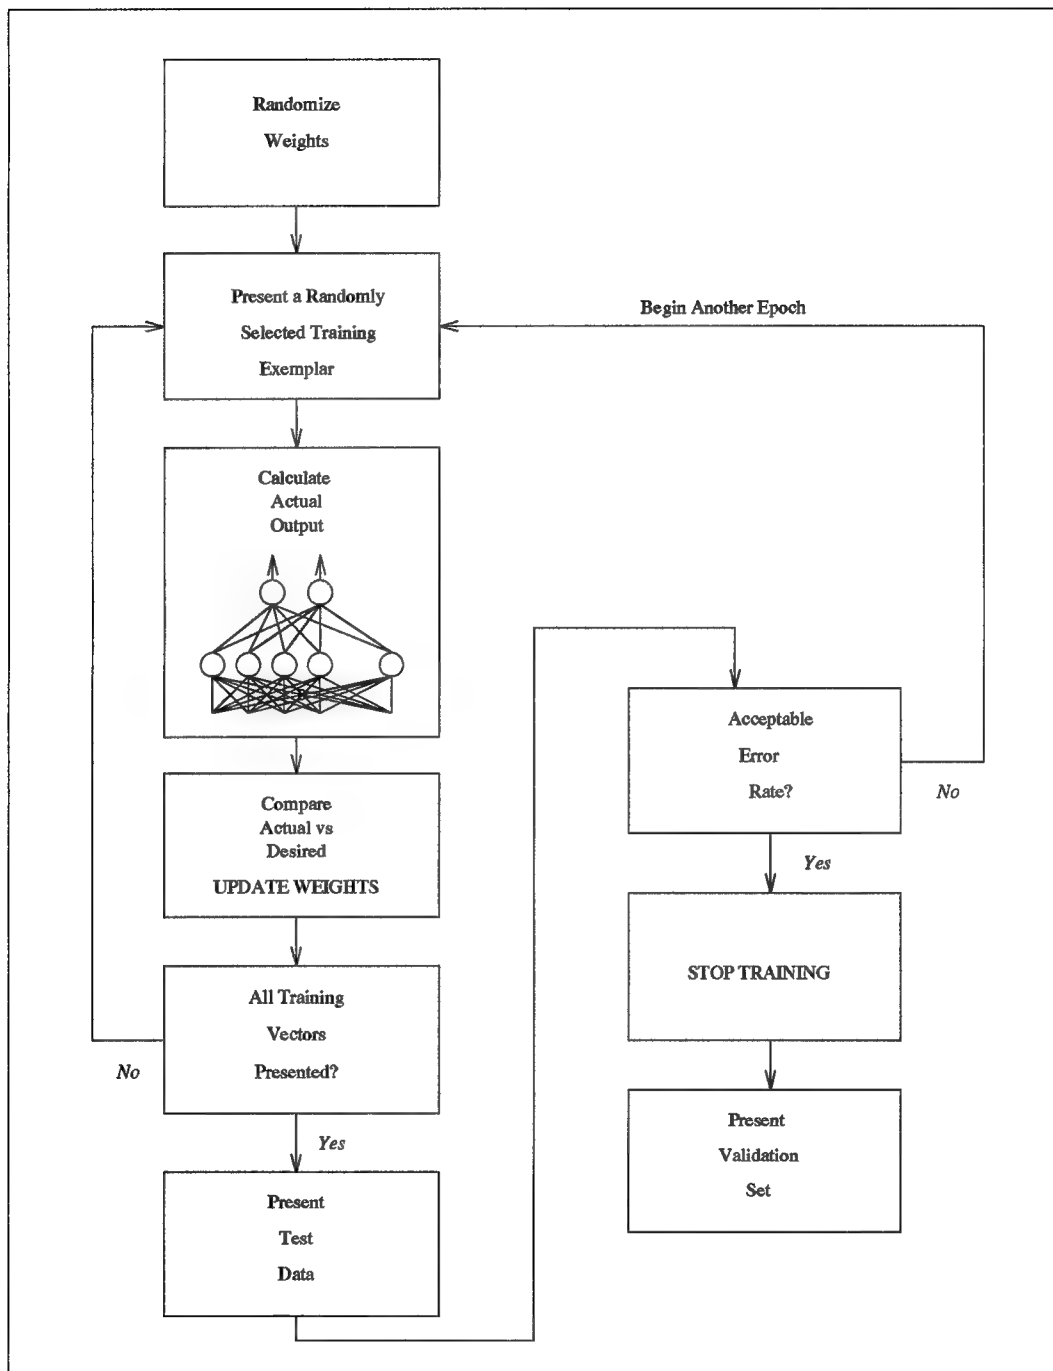 Randomize
Weights
Present a Randomly
Selected Training
Exemplar
Begin Another Epoch
Calculate
Actual
Output
Compare
Actual vs
Desired
UPDATE WEIGHTS
All Training
Vectors
Presented?
No
Yes
Present
Test
Data
Acceptable
Error
Rate?
No
Yes
STOP TRAINING
Present
Validation
Set